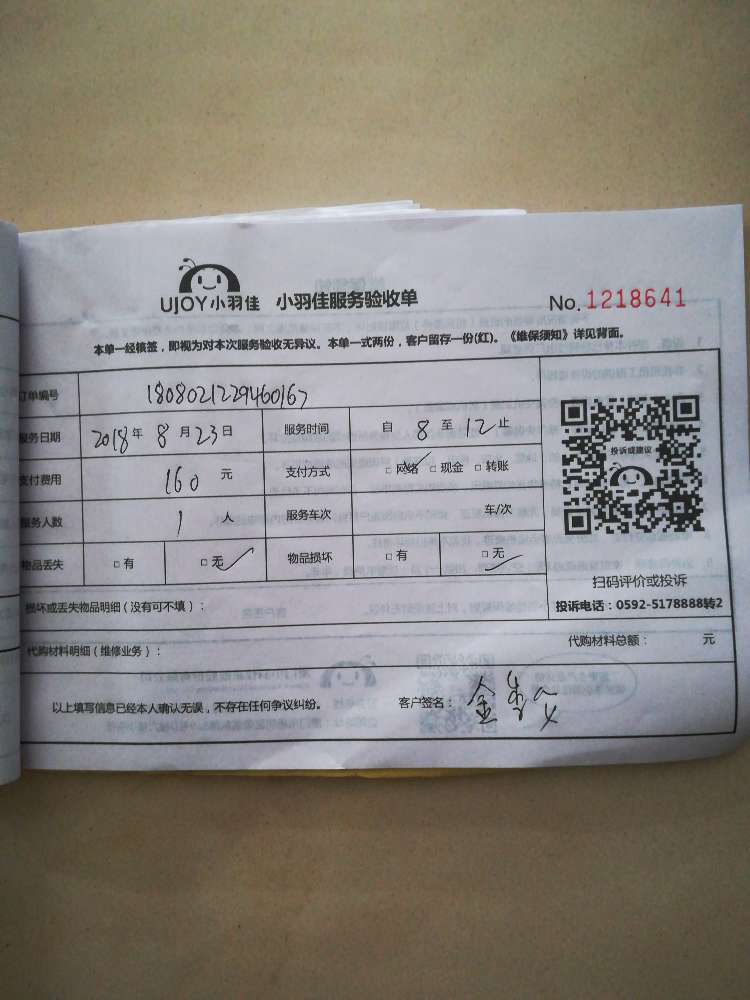 UJOY小羽佳 小羽佳服务验收单 No. 1218641
本单一经核签，即视为对本次服务验收无异议。本单一式两份，客户留存一份(红)。《维保须知》详见背面。
订单编号 1808021229460167
服务日期 2018年8月23日 服务时间 自 8 至 12 止
支付费用 160 元 支付方式 □网络 □现金 □转账
服务人数 1 人 服务车次 车/次
物品丢失 □有 □无 物品损坏 □有 □无
投诉或建议
扫码评价或投诉
投诉电话：0592-5178888转2
损坏或丢失物品明细（没有可不填）：
代购材料明细（维修业务）： 代购材料总额： 元
以上填写信息已经本人确认无误，不存在任何争议纠纷。 客户签名： 金